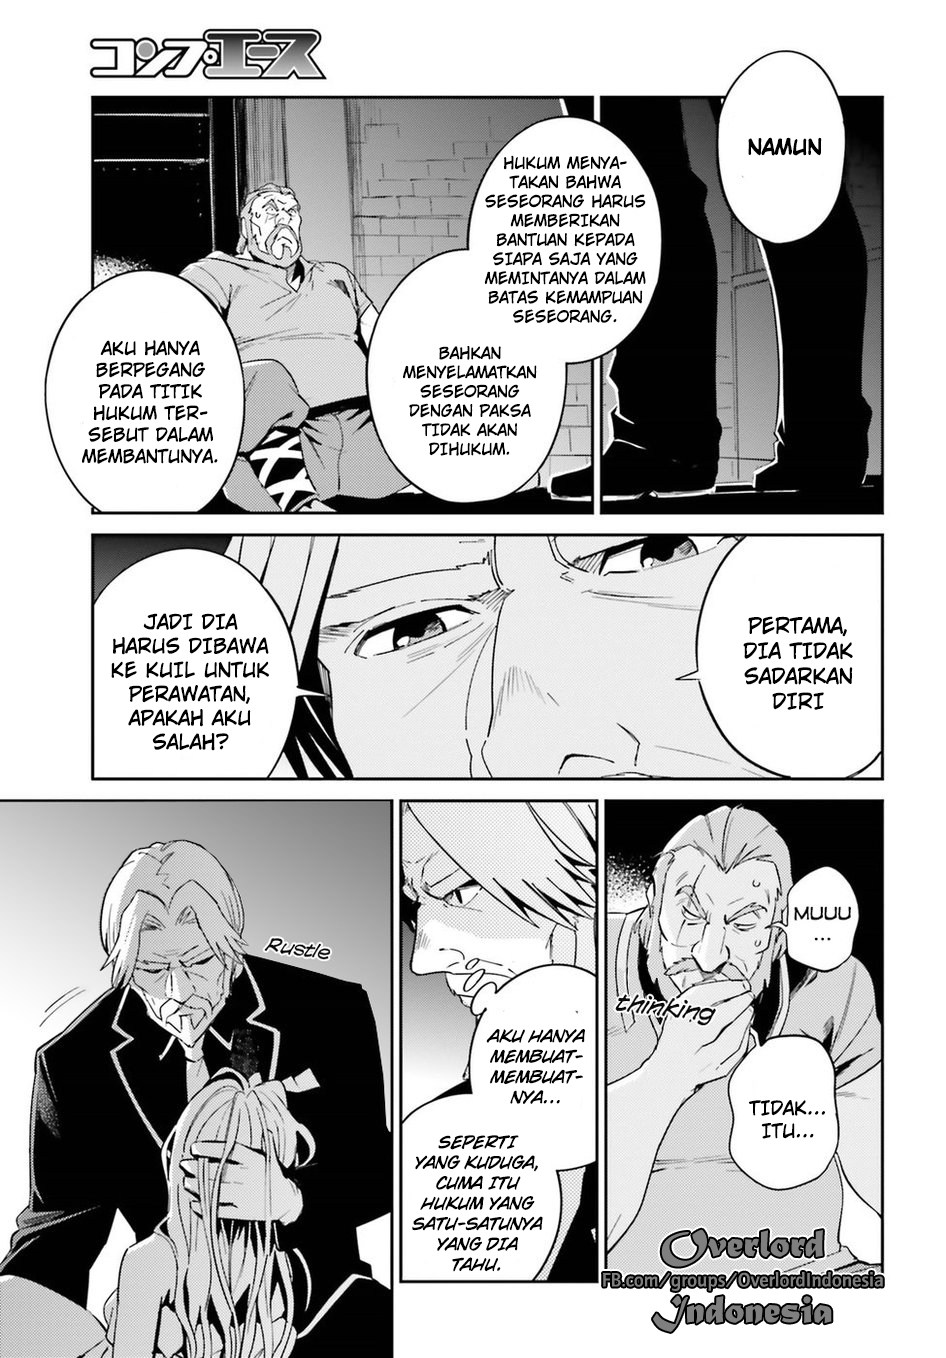 コンプエース
NAMUN
HUKUM MENYA-
TAKAN BAHWA
SESEORANG HARUS
MEMBERIKAN
BANTUAN KEPADA
SIAPA SAJA YANG
MEMINTANYA DALAM
BATAS KEMAMPUAN
SESEORANG.
BAHKAN
MENYELAMATKAN
SESEORANG
DENGAN PAKSA
TIDAK AKAN
DIHUKUM.
AKU HANYA
BERPEGANG
PADA TITIK
HUKUM TER-
SEBUT DALAM
MEMBANTUNYA.
PERTAMA,
DIA TIDAK
SADARKAN
DIRI
JADI DIA
HARUS DIBAWA
KE KUIL UNTUK
PERAWATAN,
APAKAH AKU
SALAH?
MUUU
...
thinking
TIDAK...
ITU...
AKU HANYA
MEMBUAT-
MEMBUAT-
NYA...
SEPERTI
YANG KUDUGA,
CUMA ITU
HUKUM YANG
SATU-SATUNYA
YANG DIA
TAHU.
Rustle
Overlord
FB.com/groups/OverlordIndonesia
Indonesia